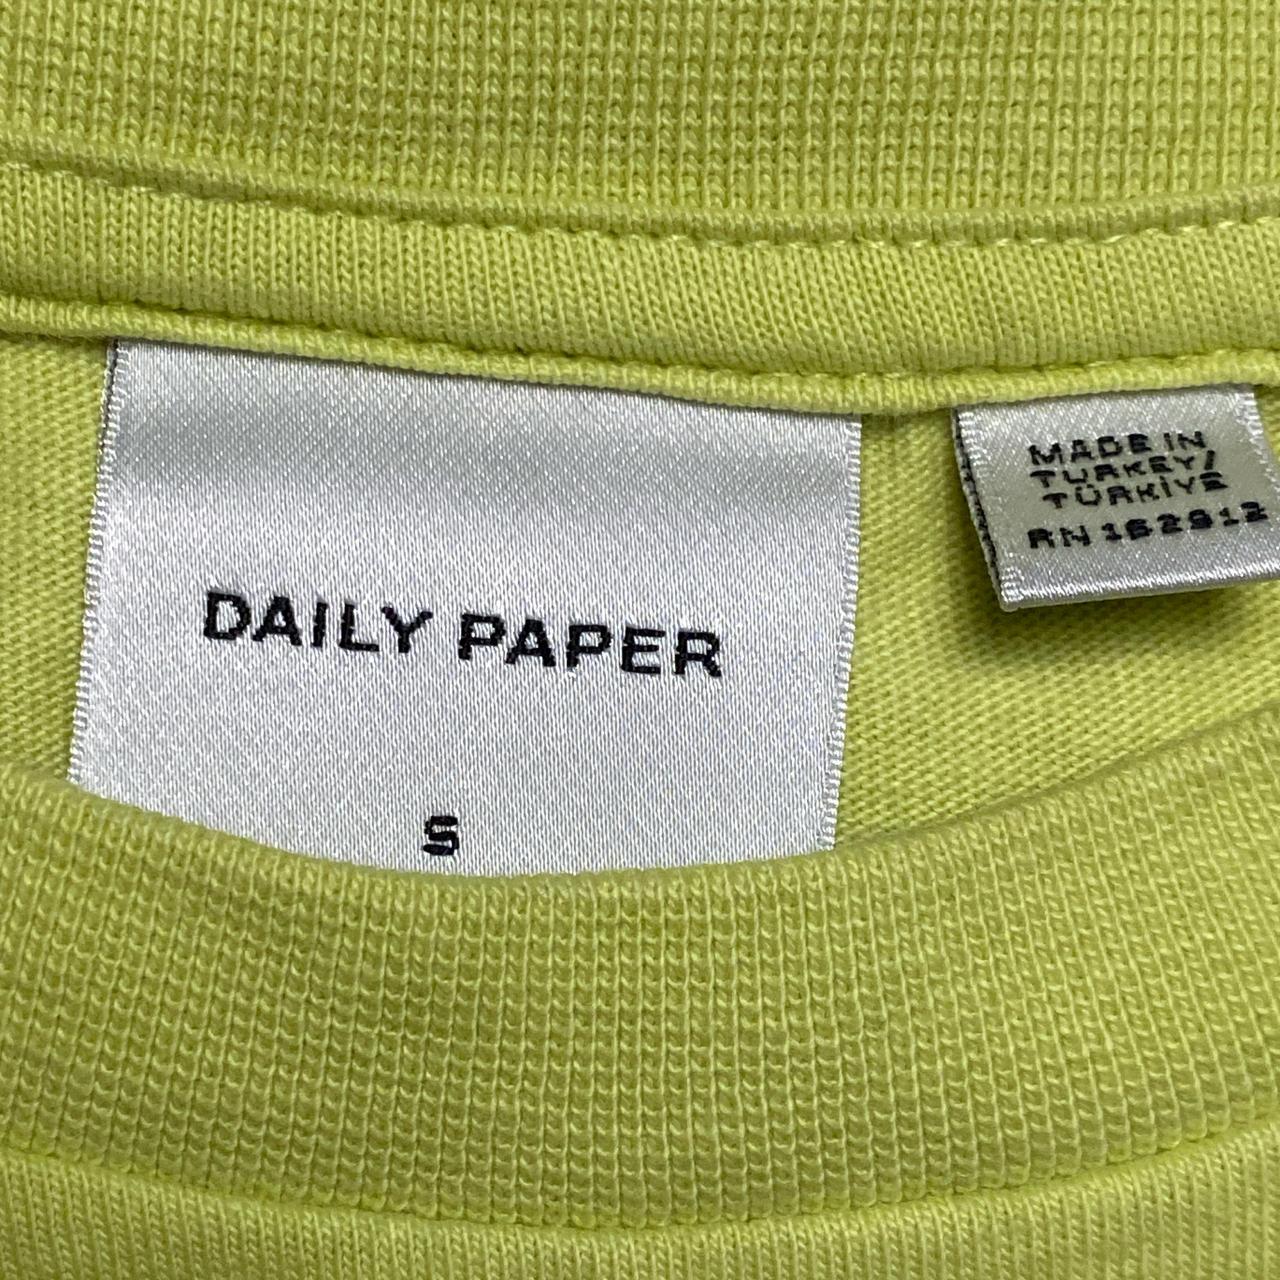 DAILY PAPER
S
MADE IN
TURKEY/
TÜRKİYE
RN 162912